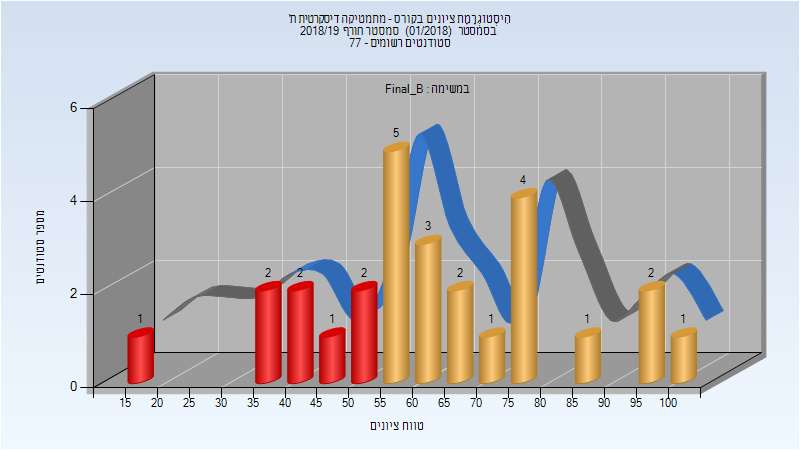 היסטוגרמת ציונים בקורס - מתמטיקה דיסקרטית ת'
בסמסטר (01/2018) סמסטר חורף 2018/19
סטודנטים רשומים - 77
במשימה : Final_B
מספר סטודנטים
6
4
2
0
1
2
2
1
2
5
3
2
1
4
1
2
1
15 20 25 30 35 40 45 50 55 60 65 70 75 80 85 90 95 100
טווח ציונים